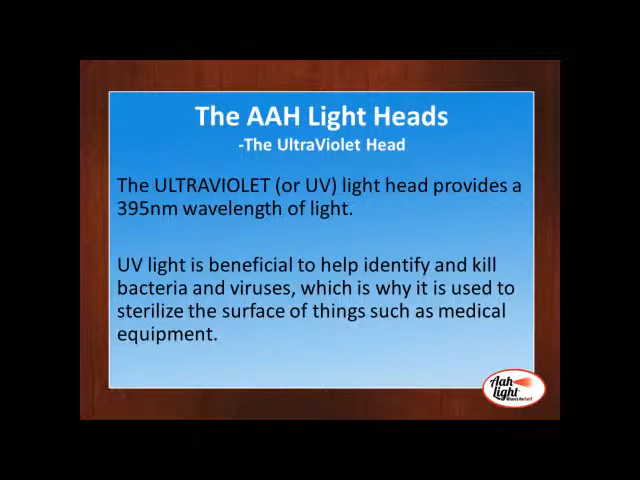 The AAH Light Heads
-The UltraViolet Head
The ULTRAVIOLET (or UV) light head provides a
395nm wavelength of light.
UV light is beneficial to help identify and kill
bacteria and viruses, which is why it is used to
sterilize the surface of things such as medical
equipment.
Aah
Light
Where's the Pain?